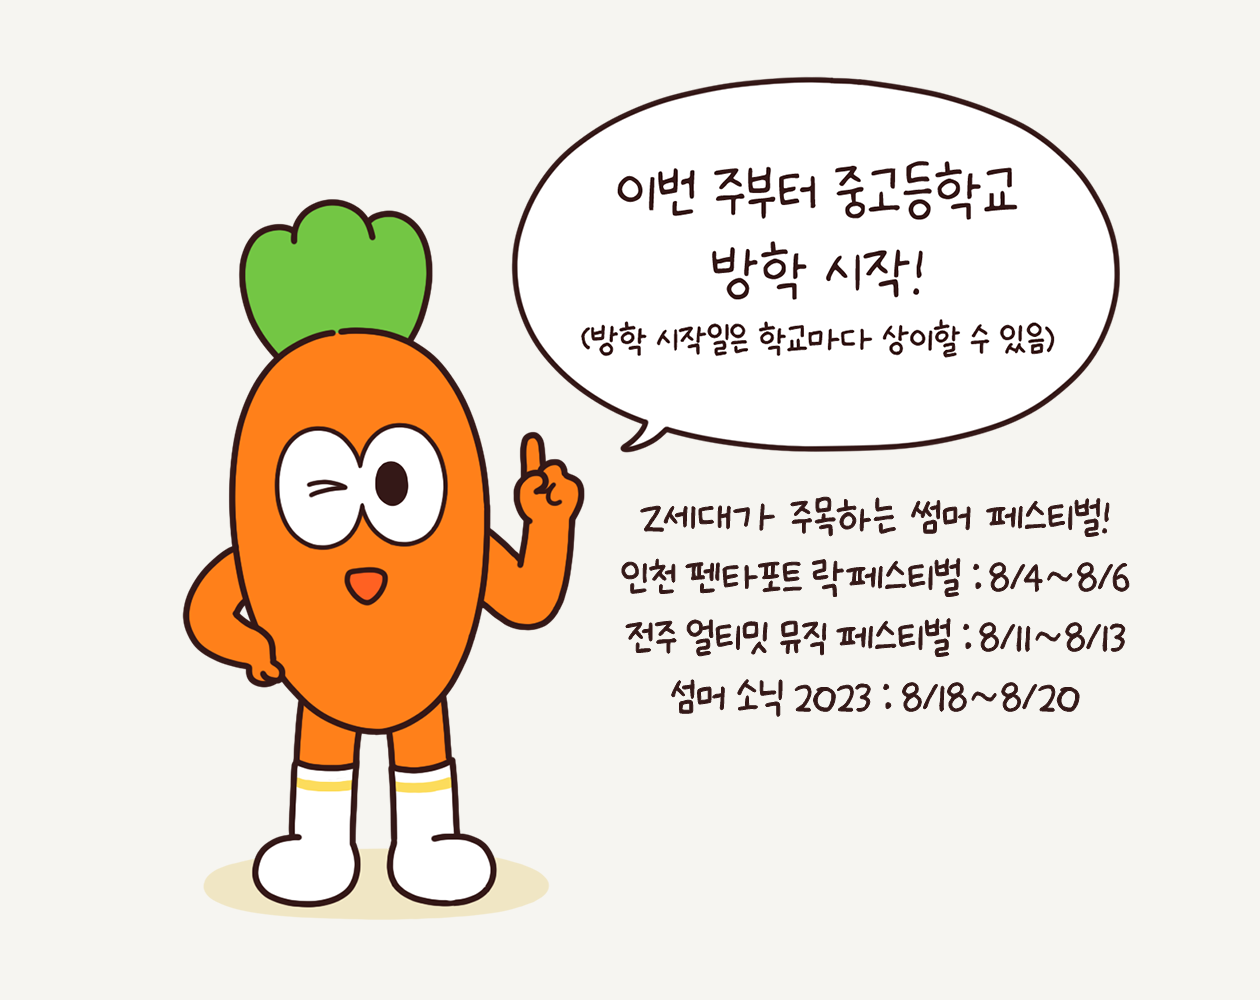 이번 주부터 중고등학교
방학 시작!
(방학 시작일은 학교마다 상이할 수 있음)
Z세대가 주목하는 썸머 페스티벌!
인천 펜타포트 락페스티벌 : 8/4~8/6
전주 얼티밋 뮤직 페스티벌 : 8/11~8/13
섬머 소닉 2023 : 8/18~8/20